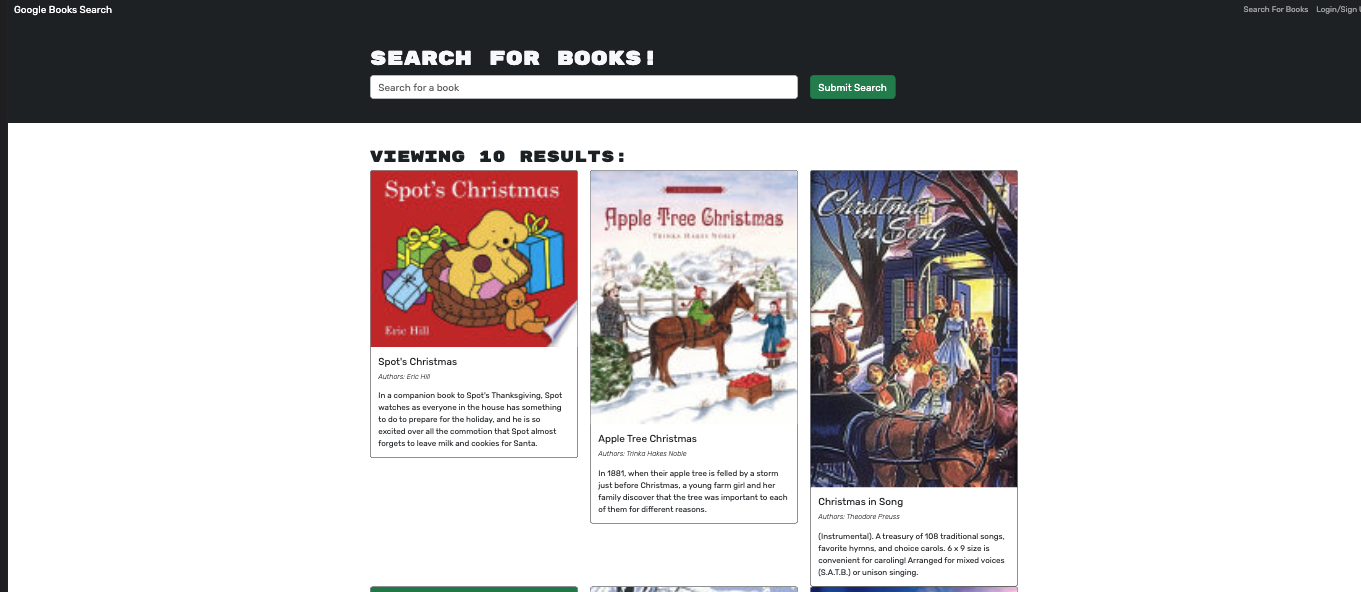 Google Books Search
Search For Books
Login/Sign
SEARCH FOR BOOKS!
Search for a book
Submit Search
VIEWING 10 RESULTS:
Spot's Christmas
Eric Hill
Spot's Christmas
Authors: Eric Hill
In a companion book to Spot's Thanksgiving, Spot
watches as everyone in the house has something
to do to prepare for the holiday, and he is so
excited over all the commotion that Spot almost
forgets to leave milk and cookies for Santa.
Apple Tree Christmas
TRINKA HAKES NOBLE
Apple Tree Christmas
Authors: Trinka Hakes Noble
In 1881, when their apple tree is felled by a storm
just before Christmas, a young farm girl and her
family discover that the tree was important to each
of them for different reasons.
Christmas
in Song
Christmas in Song
Authors: Theodore Preuss
(Instrumental). A treasury of 108 traditional songs,
favorite hymns, and choice carols. 6 x 9 size is
convenient for caroling! Arranged for mixed voices
(S.A.T.B.) or unison singing.